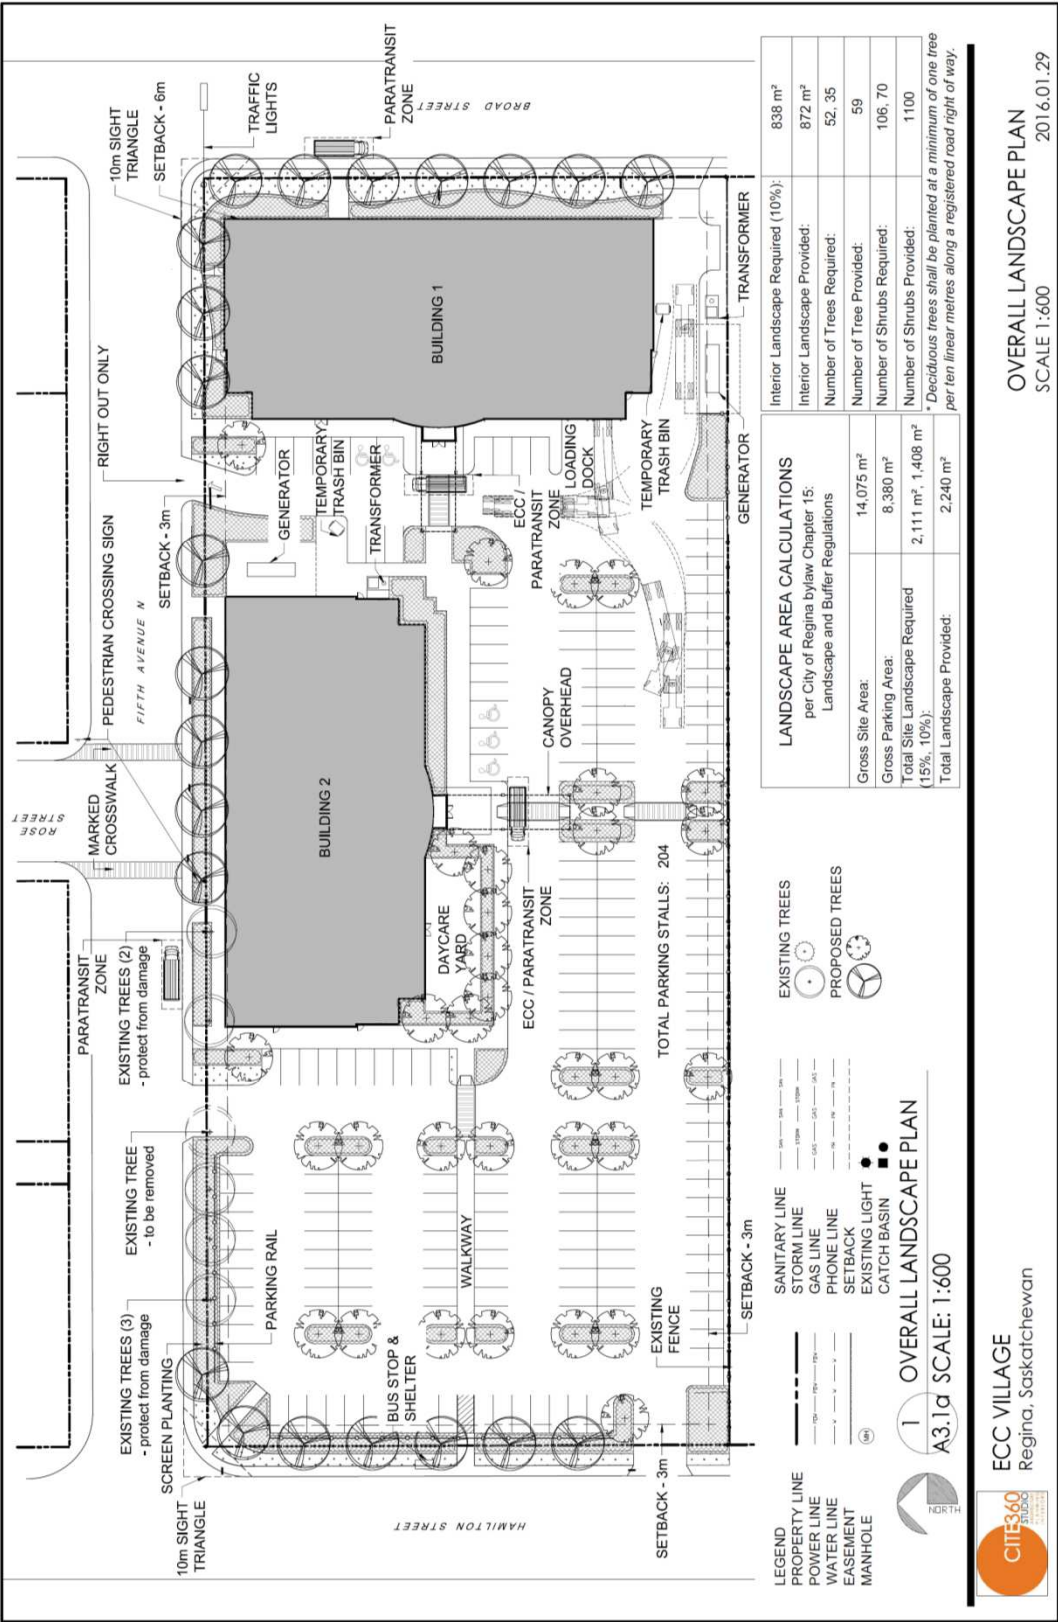 ROSE
STREET
MARKED
CROSSWALK
PEDESTRIAN CROSSING SIGN
FIFTH AVENUE N
SETBACK - 3m
RIGHT OUT ONLY
10m SIGHT
TRIANGLE
SETBACK - 6m
TRAFFIC
LIGHTS
PARATRANSIT
ZONE
BROAD STREET
PARATRANSIT
ZONE
EXISTING TREES (2)
- protect from damage
EXISTING TREE
- to be removed
EXISTING TREES (3)
- protect from damage
SCREEN PLANTING
10m SIGHT
TRIANGLE
PARKING RAIL
BUS STOP &
SHELTER
WALKWAY
HAMILTON STREET
SETBACK - 3m
EXISTING
FENCE
SETBACK - 3m
BUILDING 2
DAYCARE
YARD
ECC / PARATRANSIT
ZONE
CANOPY
OVERHEAD
TOTAL PARKING STALLS: 204
GENERATOR
TEMPORARY
TRASH BIN
TRANSFORMER
BUILDING 1
ECC /
PARATRANSIT
ZONE
LOADING
DOCK
TEMPORARY
TRASH BIN
GENERATOR
TRANSFORMER
LEGEND
PROPERTY LINE
POWER LINE
WATER LINE
EASEMENT
MANHOLE
MH
SANITARY LINE
STORM LINE
GAS LINE
PHONE LINE
SETBACK
EXISTING LIGHT
CATCH BASIN
EXISTING TREES
PROPOSED TREES
LANDSCAPE AREA CALCULATIONS
per City of Regina bylaw Chapter 15:
Landscape and Buffer Regulations
Gross Site Area: 14,075 m²
Gross Parking Area: 8,380 m²
Total Site Landscape Required
(15%, 10%): 2,111 m², 1,408 m²
Total Landscape Provided: 2,240 m²
Interior Landscape Required (10%): 838 m²
Interior Landscape Provided: 872 m²
Number of Trees Required: 52, 35
Number of Tree Provided: 59
Number of Shrubs Required: 106, 70
Number of Shrubs Provided: 1100
* Deciduous trees shall be planted at a minimum of one tree
per ten linear metres along a registered road right of way.
NORTH
1
OVERALL LANDSCAPE PLAN
A3.1a SCALE: 1:600
CITE360
STUDIO
ECC VILLAGE
Regina, Saskatchewan
OVERALL LANDSCAPE PLAN
SCALE 1:600
2016.01.29